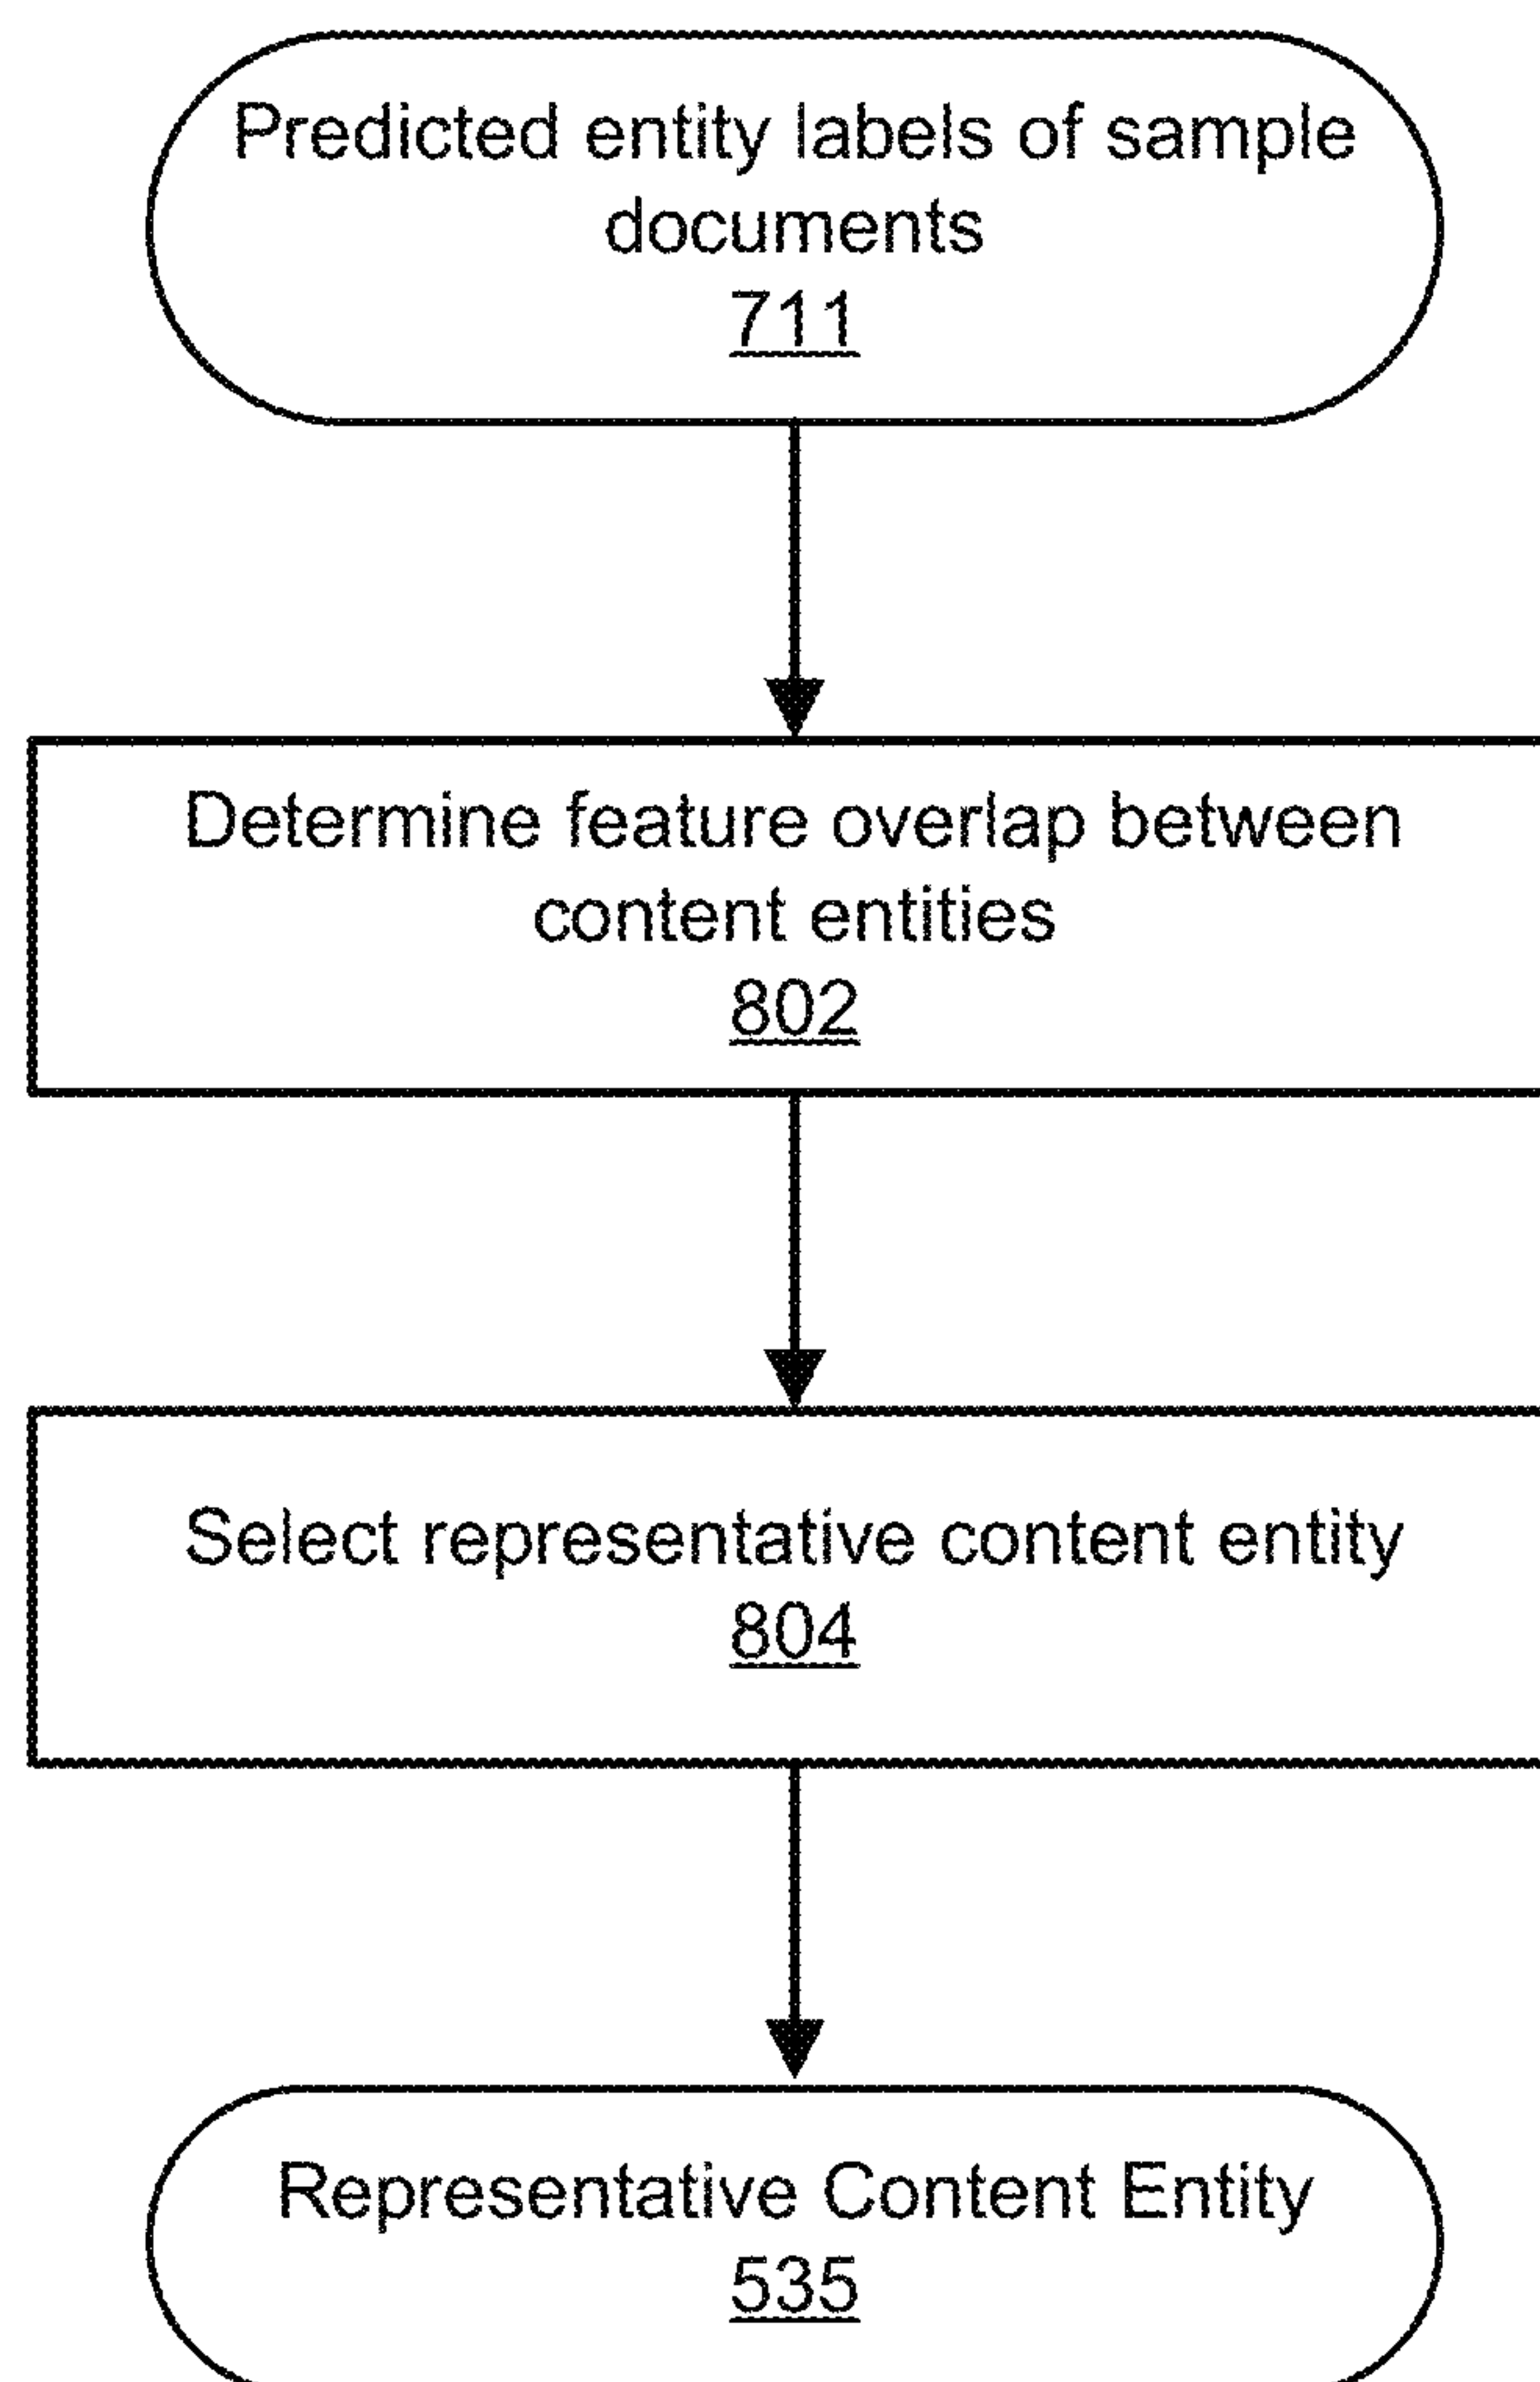 Predicted entity labels of sample
documents
711
Determine feature overlap between
content entities
802
Select representative content entity
804
Representative Content Entity
535